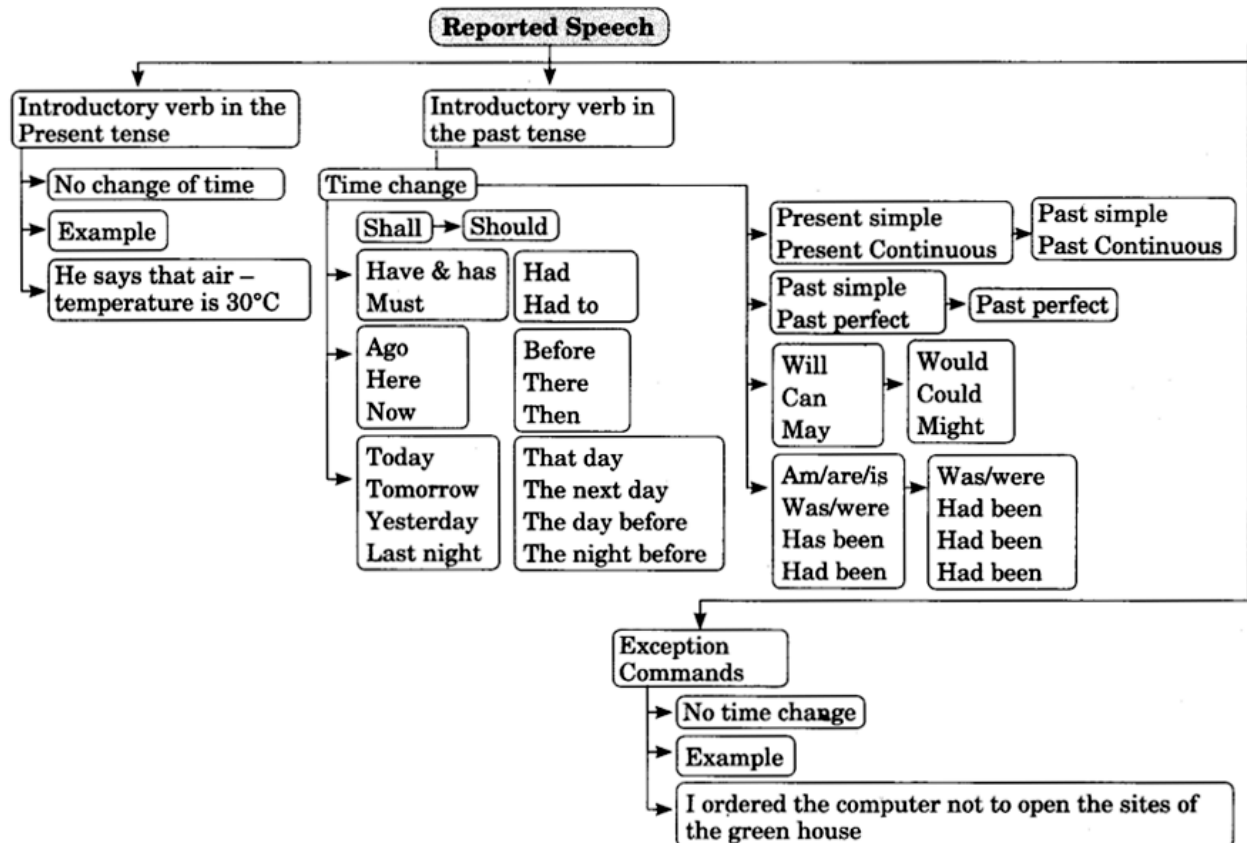 Reported Speech
Introductory verb in the
Present tense
No change of time
Example
He says that air –
temperature is 30°C
Introductory verb in
the past tense
Time change
Shall
Should
Have & has
Must
Had
Had to
Ago
Here
Now
Before
There
Then
Today
Tomorrow
Yesterday
Last night
That day
The next day
The day before
The night before
Present simple
Present Continuous
Past simple
Past Continuous
Past simple
Past perfect
Past perfect
Will
Can
May
Would
Could
Might
Am/are/is
Was/were
Has been
Had been
Was/were
Had been
Had been
Had been
Exception
Commands
No time change
Example
I ordered the computer not to open the sites of
the green house